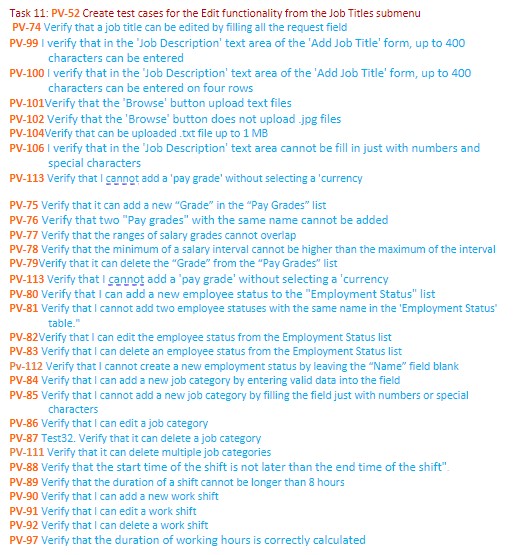 Task 11: PV-52 Create test cases for the Edit functionality from the Job Titles submenu
PV-74 Verify that a job title can be edited by filling all the request field
PV-99 I verify that in the 'Job Description' text area of the 'Add Job Title' form, up to 400
characters can be entered
PV-100 I verify that in the 'Job Description' text area of the 'Add Job Title' form, up to 400
characters can be entered on four rows
PV-101Verify that the 'Browse' button upload text files
PV-102 Verify that the 'Browse' button does not upload .jpg files
PV-104Verify that can be uploaded .txt file up to 1 MB
PV-106 I verify that in the 'Job Description' text area cannot be fill in just with numbers and
special characters
PV-113 Verify that I cannot add a 'pay grade' without selecting a 'currency
PV-75 Verify that it can add a new “Grade” in the “Pay Grades” list
PV-76 Verify that two "Pay grades" with the same name cannot be added
PV-77 Verify that the ranges of salary grades cannot overlap
PV-78 Verify that the minimum of a salary interval cannot be higher than the maximum of the interval
PV-79Verify that it can delete the “Grade” from the “Pay Grades” list
PV-113 Verify that I cannot add a 'pay grade' without selecting a 'currency
PV-80 Verify that I can add a new employee status to the "Employment Status" list
PV-81 Verify that I cannot add two employee statuses with the same name in the 'Employment Status'
table."
PV-82Verify that I can edit the employee status from the Employment Status list
PV-83 Verify that I can delete an employee status from the Employment Status list
Pv-112 Verify that I cannot create a new employment status by leaving the “Name” field blank
PV-84 Verify that I can add a new job category by entering valid data into the field
PV-85 Verify that I cannot add a new job category by filling the field just with numbers or special
characters
PV-86 Verify that I can edit a job category
PV-87 Test32. Verify that it can delete a job category
PV-111 Verify that it can delete multiple job categories
PV-88 Verify that the start time of the shift is not later than the end time of the shift".
PV-89 Verify that the duration of a shift cannot be longer than 8 hours
PV-90 Verify that I can add a new work shift
PV-91 Verify that I can edit a work shift
PV-92 Verify that I can delete a work shift
PV-97 Verify that the duration of working hours is correctly calculated